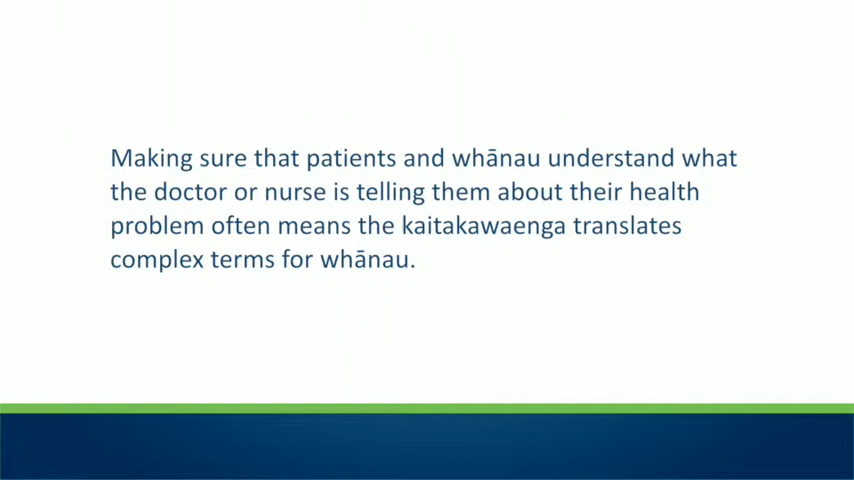 Making sure that patients and whānau understand what
the doctor or nurse is telling them about their health
problem often means the kaitakawaenga translates
complex terms for whānau.